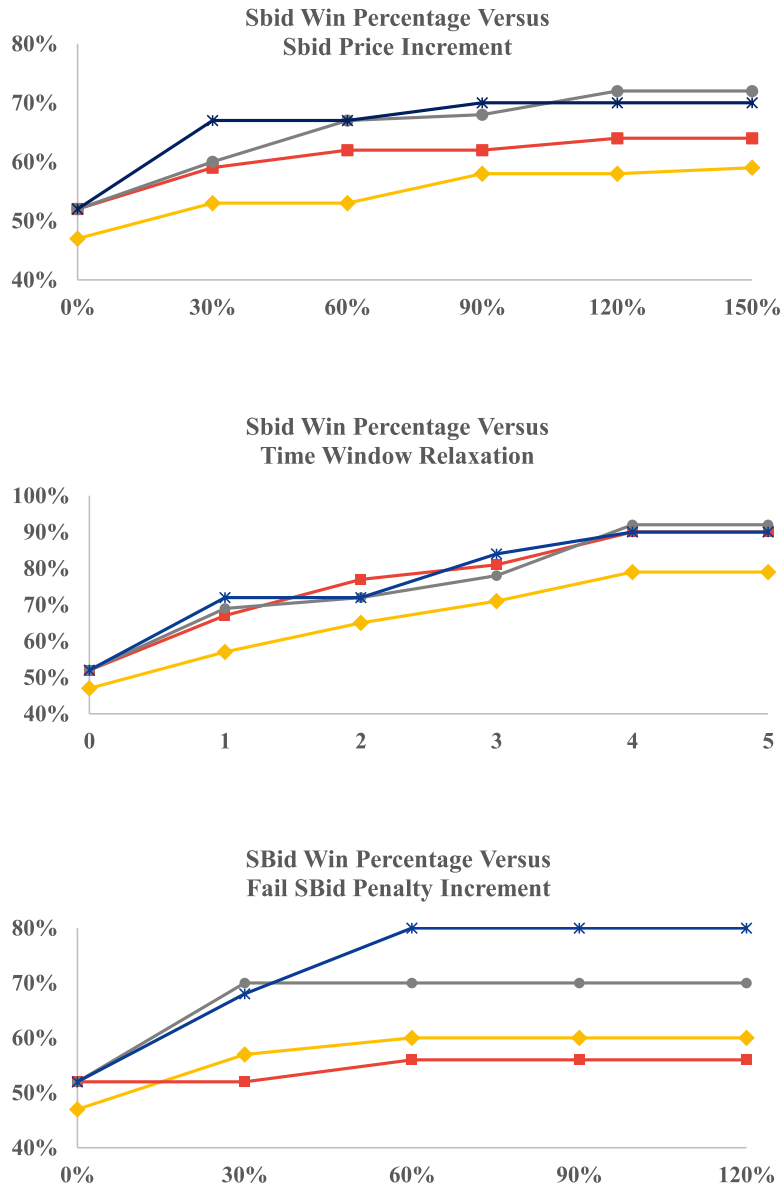 Sbid Win Percentage Versus
Sbid Price Increment
80%
70%
60%
50%
40%
0% 30% 60% 90% 120% 150%
Sbid Win Percentage Versus
Time Window Relaxation
100%
90%
80%
70%
60%
50%
40%
0 1 2 3 4 5
SBid Win Percentage Versus
Fail SBid Penalty Increment
80%
70%
60%
50%
40%
0% 30% 60% 90% 120%